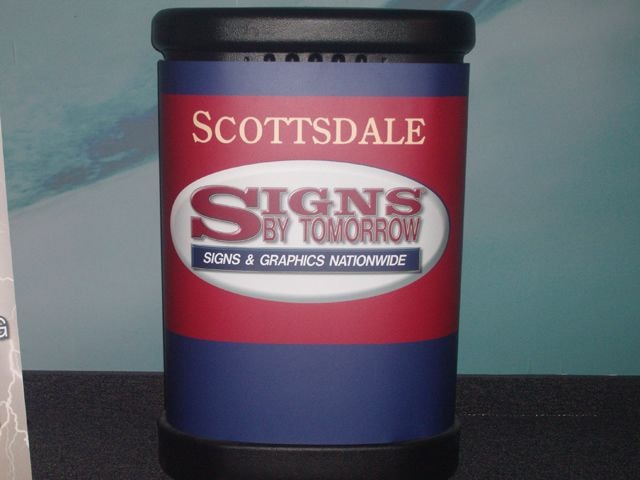 SCOTTSDALE
SIGNS
BY TOMORROW
SIGNS & GRAPHICS NATIONWIDE
G